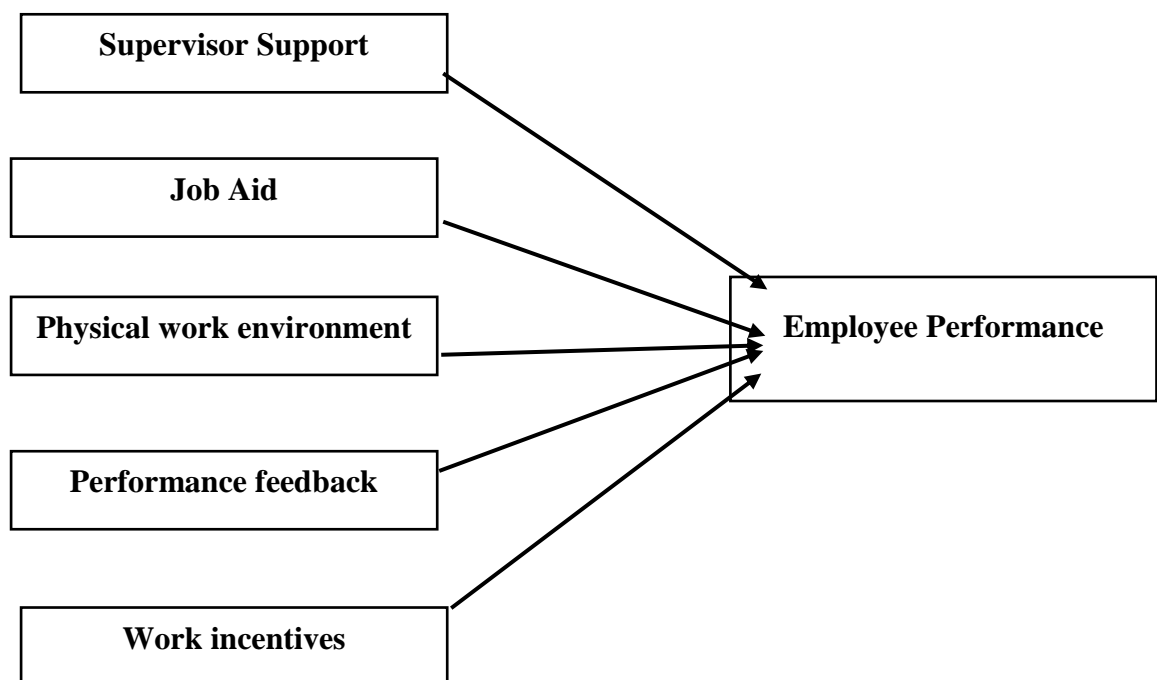 Supervisor Support
Job Aid
Physical work environment
Employee Performance
Performance feedback
Work incentives